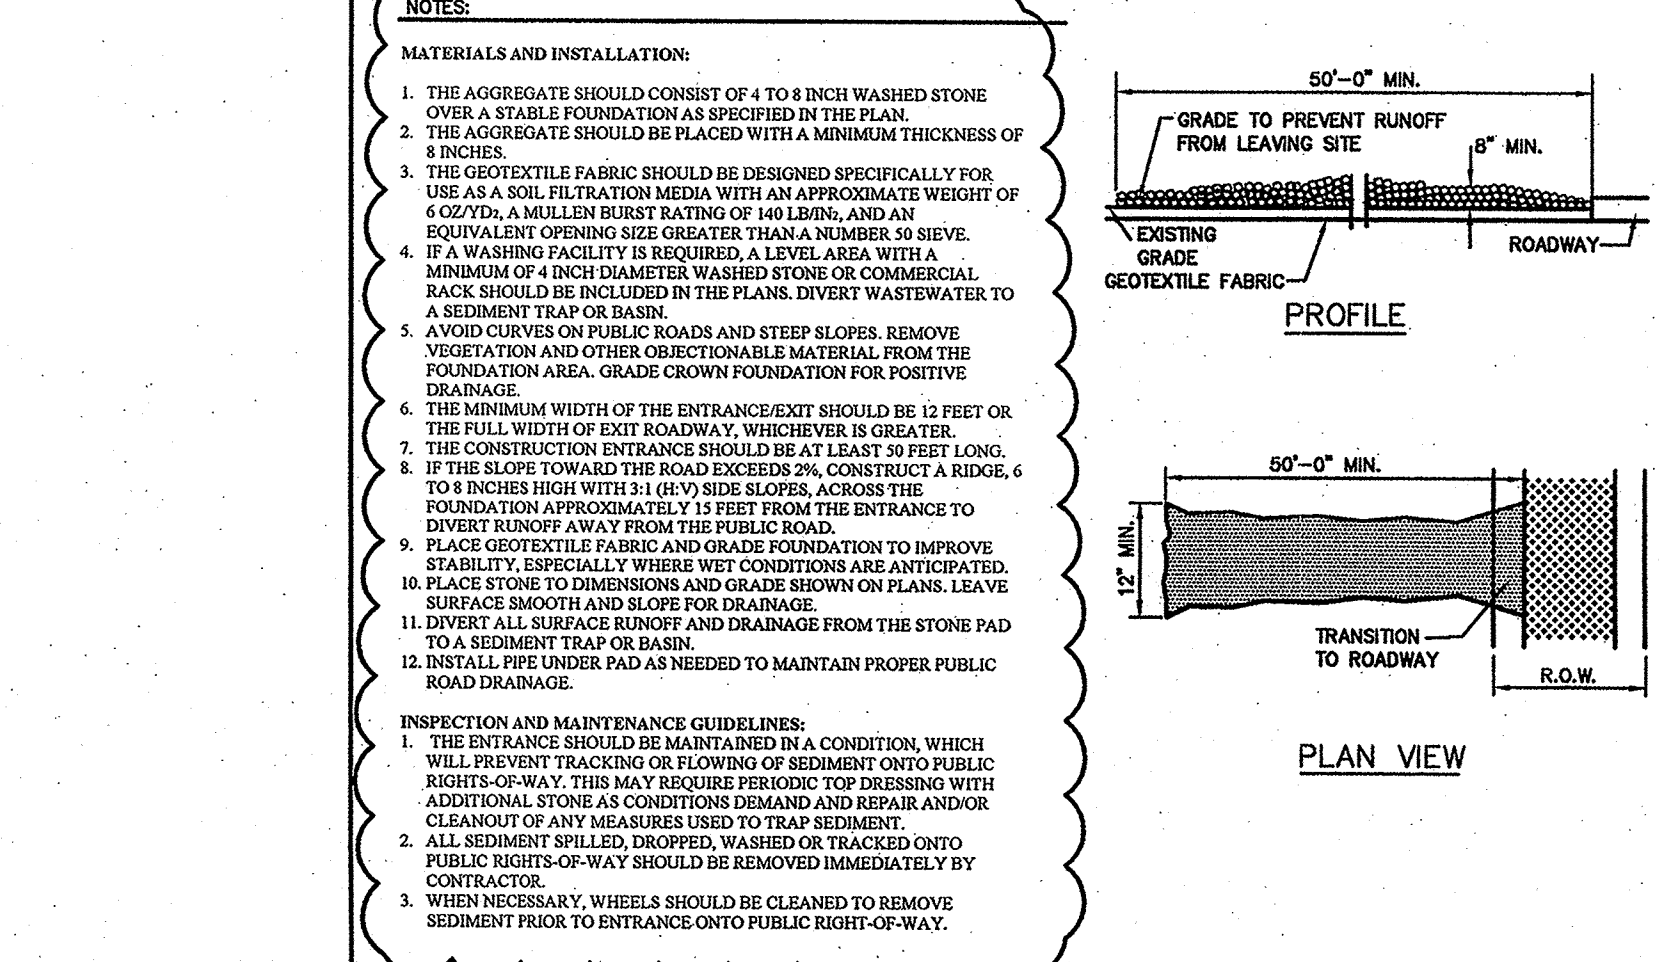 NOTES:
MATERIALS AND INSTALLATION:
1. THE AGGREGATE SHOULD CONSIST OF 4 TO 8 INCH WASHED STONE
OVER A STABLE FOUNDATION AS SPECIFIED IN THE PLAN.
2. THE AGGREGATE SHOULD BE PLACED WITH A MINIMUM THICKNESS OF
8 INCHES.
3. THE GEOTEXTILE FABRIC SHOULD BE DESIGNED SPECIFICALLY FOR
USE AS A SOIL FILTRATION MEDIA WITH AN APPROXIMATE WEIGHT OF
6 OZ/YD2, A MULLEN BURST RATING OF 140 LB/IN2, AND AN
EQUIVALENT OPENING SIZE GREATER THAN A NUMBER 50 SIEVE.
4. IF A WASHING FACILITY IS REQUIRED, A LEVEL AREA WITH A
MINIMUM OF 4 INCH DIAMETER WASHED STONE OR COMMERCIAL
RACK SHOULD BE INCLUDED IN THE PLANS. DIVERT WASTEWATER TO
A SEDIMENT TRAP OR BASIN.
5. AVOID CURVES ON PUBLIC ROADS AND STEEP SLOPES. REMOVE
VEGETATION AND OTHER OBJECTIONABLE MATERIAL FROM THE
FOUNDATION AREA. GRADE CROWN FOUNDATION FOR POSITIVE
DRAINAGE.
6. THE MINIMUM WIDTH OF THE ENTRANCE/EXIT SHOULD BE 12 FEET OR
THE FULL WIDTH OF EXIT ROADWAY, WHICHEVER IS GREATER.
7. THE CONSTRUCTION ENTRANCE SHOULD BE AT LEAST 50 FEET LONG.
8. IF THE SLOPE TOWARD THE ROAD EXCEEDS 2%, CONSTRUCT A RIDGE, 6
TO 8 INCHES HIGH WITH 3:1 (H:V) SIDE SLOPES, ACROSS THE
FOUNDATION APPROXIMATELY 15 FEET FROM THE ENTRANCE TO
DIVERT RUNOFF AWAY FROM THE PUBLIC ROAD.
9. PLACE GEOTEXTILE FABRIC AND GRADE FOUNDATION TO IMPROVE
STABILITY, ESPECIALLY WHERE WET CONDITIONS ARE ANTICIPATED.
10. PLACE STONE TO DIMENSIONS AND GRADE SHOWN ON PLANS. LEAVE
SURFACE SMOOTH AND SLOPE FOR DRAINAGE.
11. DIVERT ALL SURFACE RUNOFF AND DRAINAGE FROM THE STONE PAD
TO A SEDIMENT TRAP OR BASIN.
12. INSTALL PIPE UNDER PAD AS NEEDED TO MAINTAIN PROPER PUBLIC
ROAD DRAINAGE.
INSPECTION AND MAINTENANCE GUIDELINES:
1. THE ENTRANCE SHOULD BE MAINTAINED IN A CONDITION, WHICH
WILL PREVENT TRACKING OR FLOWING OF SEDIMENT ONTO PUBLIC
RIGHTS-OF-WAY. THIS MAY REQUIRE PERIODIC TOP DRESSING WITH
ADDITIONAL STONE AS CONDITIONS DEMAND AND REPAIR AND/OR
CLEANOUT OF ANY MEASURES USED TO TRAP SEDIMENT.
2. ALL SEDIMENT SPILLED, DROPPED, WASHED OR TRACKED ONTO
PUBLIC RIGHTS-OF-WAY SHOULD BE REMOVED IMMEDIATELY BY
CONTRACTOR.
3. WHEN NECESSARY, WHEELS SHOULD BE CLEANED TO REMOVE
SEDIMENT PRIOR TO ENTRANCE ONTO PUBLIC RIGHT-OF-WAY.
50'-0" MIN.
GRADE TO PREVENT RUNOFF
FROM LEAVING SITE
8" MIN.
EXISTING
GRADE
ROADWAY
GEOTEXTILE FABRIC
PROFILE
50'-0" MIN.
12" MIN.
TRANSITION
TO ROADWAY
R.O.W.
PLAN VIEW